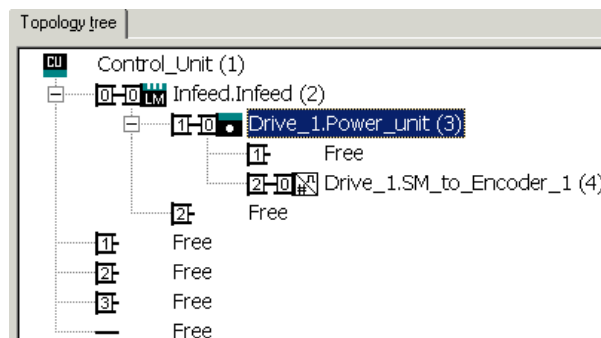 Topology tree
CU Control_Unit (1)
0 0 LM Infeed.Infeed (2)
1 0 Drive_1.Power_unit (3)
1 Free
2 0 # Drive_1.SM_to_Encoder_1 (4)
2 Free
1 Free
2 Free
3 Free
Free